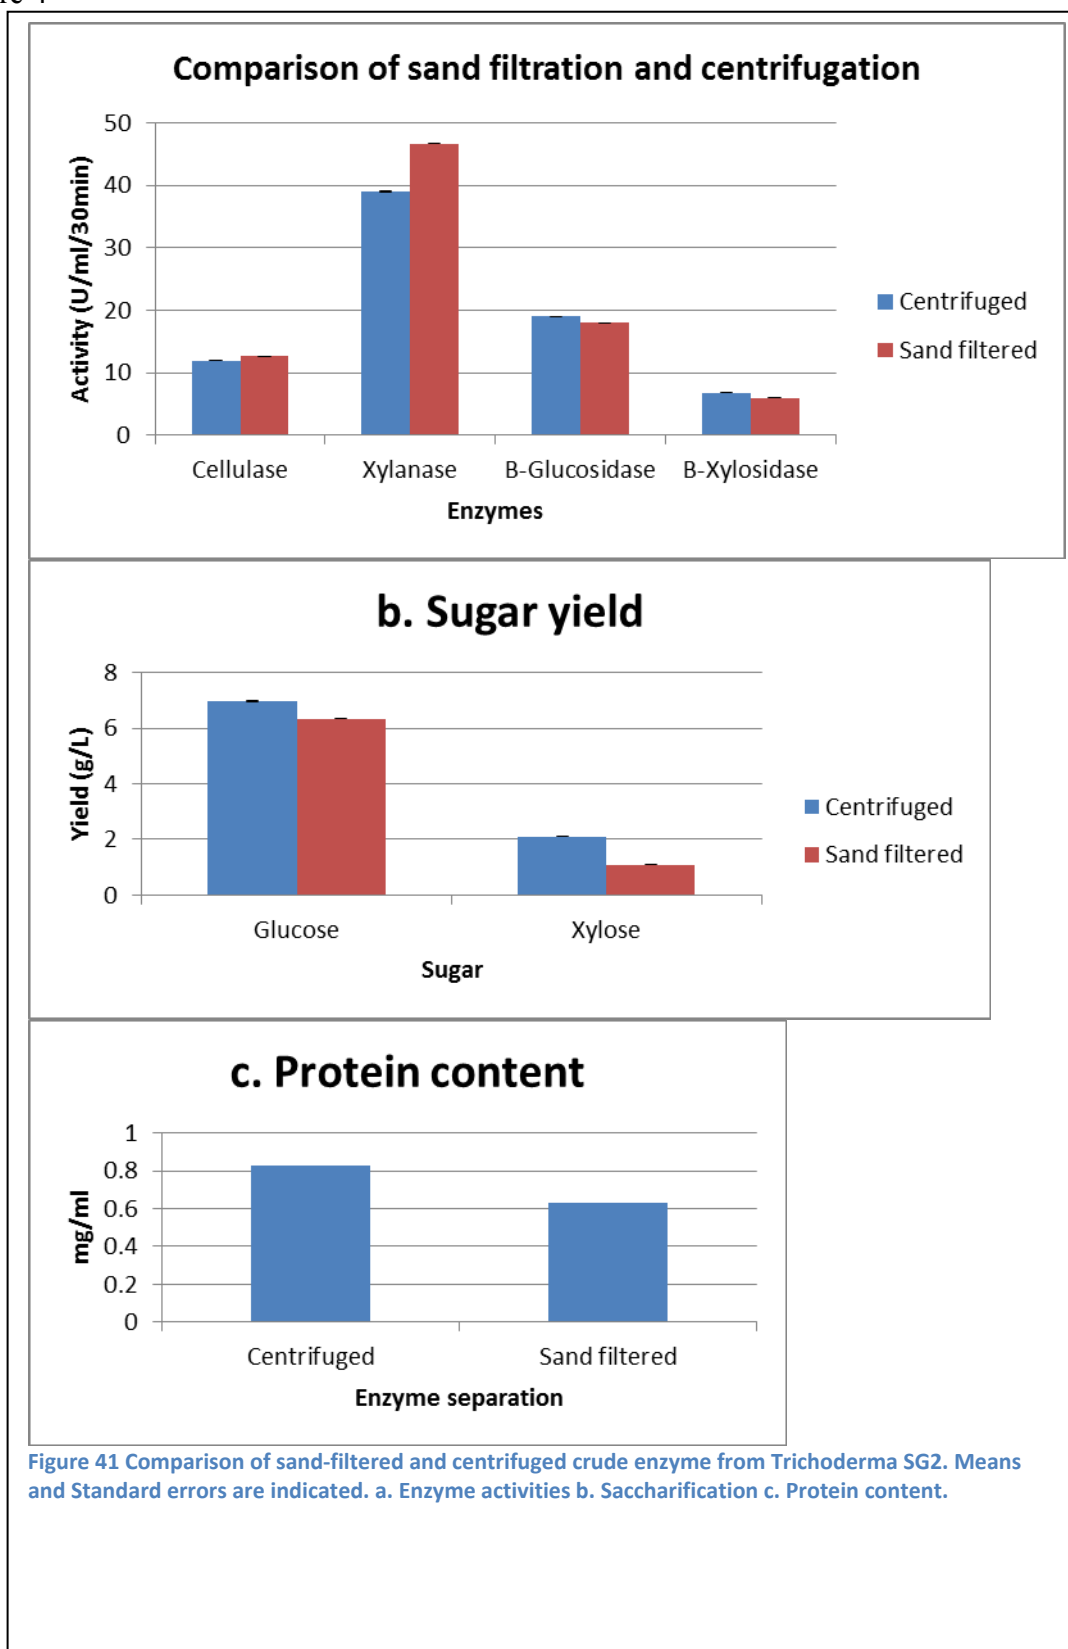 Comparison of sand filtration and centrifugation
50
40
30
20
10
0
Activity (U/ml/30min)
Cellulase Xylanase B-Glucosidase B-Xylosidase
Enzymes
Centrifuged
Sand filtered
b. Sugar yield
8
6
4
2
0
Yield (g/L)
Glucose Xylose
Sugar
Centrifuged
Sand filtered
c. Protein content
1
0.8
0.6
0.4
0.2
0
mg/ml
Centrifuged Sand filtered
Enzyme separation
Figure 41 Comparison of sand-filtered and centrifuged crude enzyme from Trichoderma SG2. Means
and Standard errors are indicated. a. Enzyme activities b. Saccharification c. Protein content.